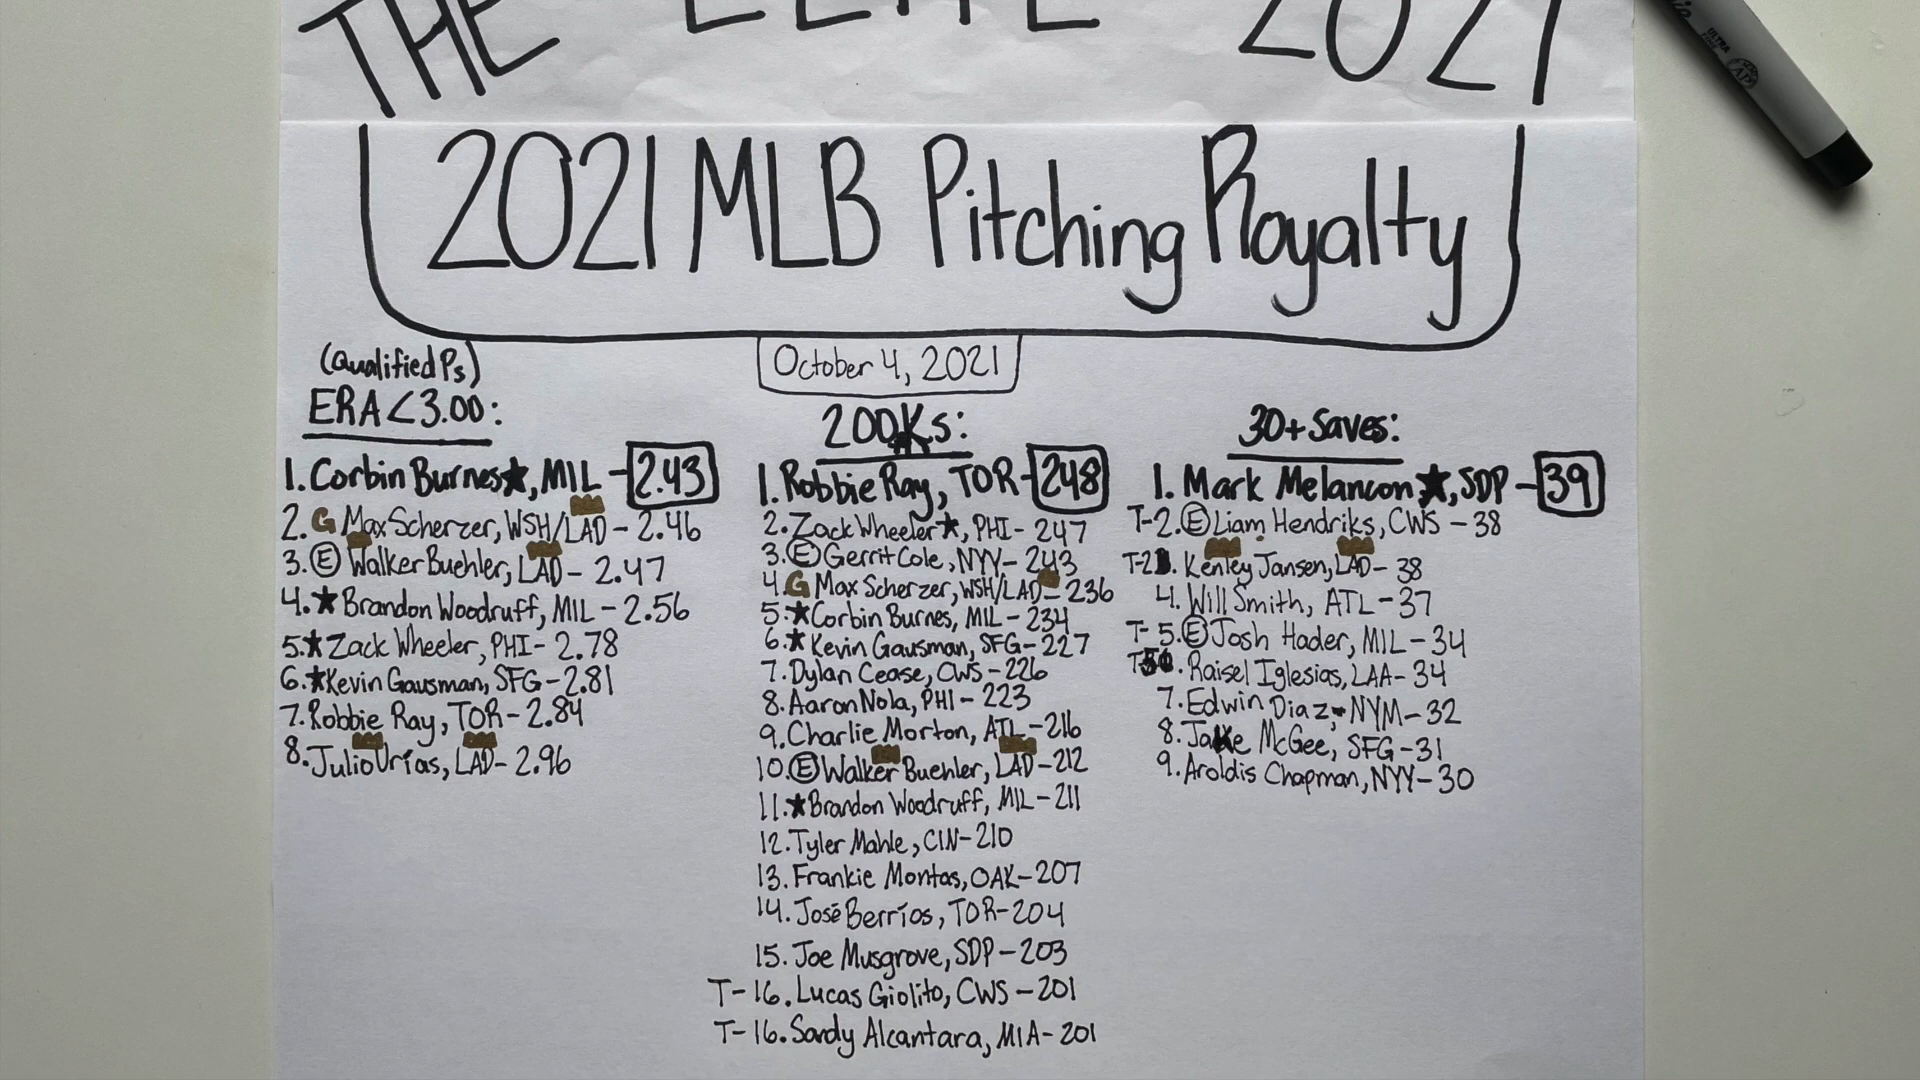 THE ELITE 2021
2021 MLB Pitching Royalty
October 4, 2021
(Qualified Ps)
ERA<3.00:
1. Corbin Burnes★, MIL - 2.43
2. G Max Scherzer, WSH/LAD - 2.46
3. Ⓔ Walker Buehler, LAD - 2.47
4. ★ Brandon Woodruff, MIL - 2.56
5. ★ Zack Wheeler, PHI - 2.78
6. ★ Kevin Gausman, SFG - 2.81
7. Robbie Ray, TOR - 2.84
8. Julio Urías, LAD - 2.96
200Ks:
1. Robbie Ray, TOR - 248
2. Zack Wheeler★, PHI - 247
3. Ⓔ Gerrit Cole, NYY - 243
4. G Max Scherzer, WSH/LAD - 236
5. ★ Corbin Burnes, MIL - 234
6. ★ Kevin Gausman, SFG - 227
7. Dylan Cease, CWS - 226
8. Aaron Nola, PHI - 223
9. Charlie Morton, ATL - 216
10. Ⓔ Walker Buehler, LAD - 212
11. ★ Brandon Woodruff, MIL - 211
12. Tyler Mahle, CIN - 210
13. Frankie Montas, OAK - 207
14. José Berríos, TOR - 204
15. Joe Musgrove, SDP - 203
T-16. Lucas Giolito, CWS - 201
T-16. Sandy Alcantara, MIA - 201
30+ Saves:
1. Mark Melancon★, SDP - 39
T-2. Ⓔ Liam Hendriks, CWS - 38
T-2. Kenley Jansen, LAD - 38
4. Will Smith, ATL - 37
T-5. Ⓔ Josh Hader, MIL - 34
T-5. Raisel Iglesias, LAA - 34
7. Edwin Diaz, NYM - 32
8. Jake McGee, SFG - 31
9. Aroldis Chapman, NYY - 30
ULTRA
AP